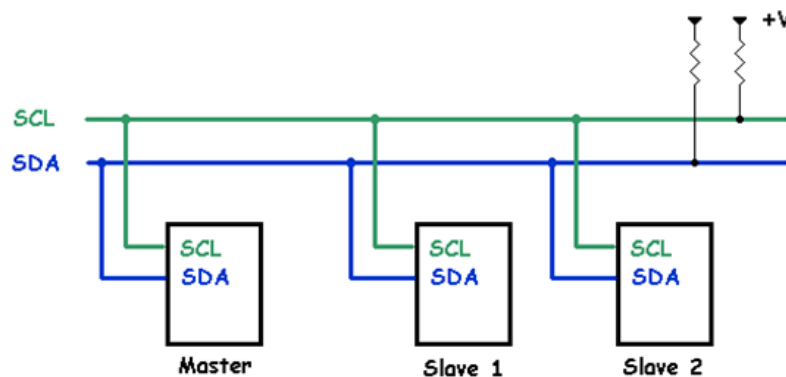 +V
SCL
SDA
SCL
SDA
SCL
SDA
SCL
SDA
Master
Slave 1
Slave 2